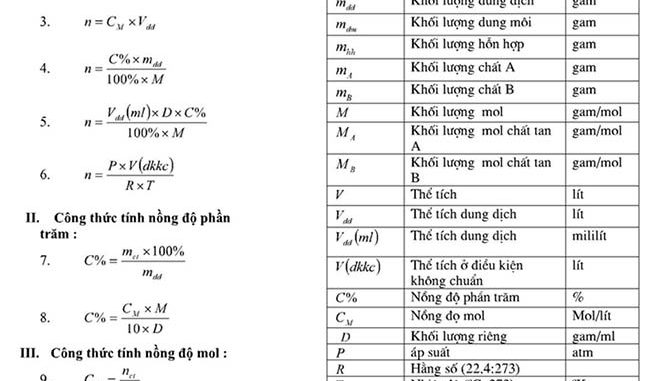 3. n = C_M × V_dd
4. n = (C% × m_dd) / (100% × M)
5. n = (V_dd(ml) × D × C%) / (100% × M)
6. n = (P × V(dkkc)) / (R × T)
II. Công thức tính nồng độ phần
trăm :
7. C% = (m_ct × 100%) / m_dd
8. C% = (C_M × M) / (10 × D)
III. Công thức tính nồng độ mol :
m_dd Khối lượng dung dịch gam
m_dm Khối lượng dung môi gam
m_hh Khối lượng hỗn hợp gam
m_A Khối lượng chất A gam
m_B Khối lượng chất B gam
M Khối lượng mol gam/mol
M_A Khối lượng mol chất tan gam/mol
A
M_B Khối lượng mol chất tan gam/mol
B
V Thể tích lít
V_dd Thể tích dung dịch lít
V_dd(ml) Thể tích dung dịch mililít
V(dkkc) Thể tích ở điều kiện lít
không chuẩn
C% Nồng độ phần trăm %
C_M Nồng độ mol Mol/lít
D Khối lượng riêng gam/ml
P áp suất atm
R Hằng số (22,4:273)